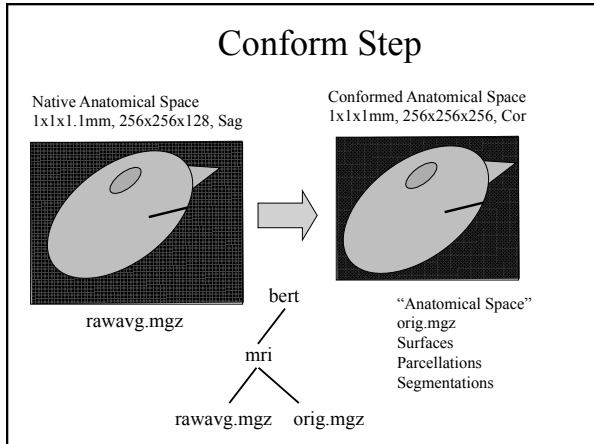 Conform Step
Native Anatomical Space
1x1x1.1mm, 256x256x128, Sag
Conformed Anatomical Space
1x1x1mm, 256x256x256, Cor
rawavg.mgz
bert
mri
rawavg.mgz orig.mgz
“Anatomical Space”
orig.mgz
Surfaces
Parcellations
Segmentations